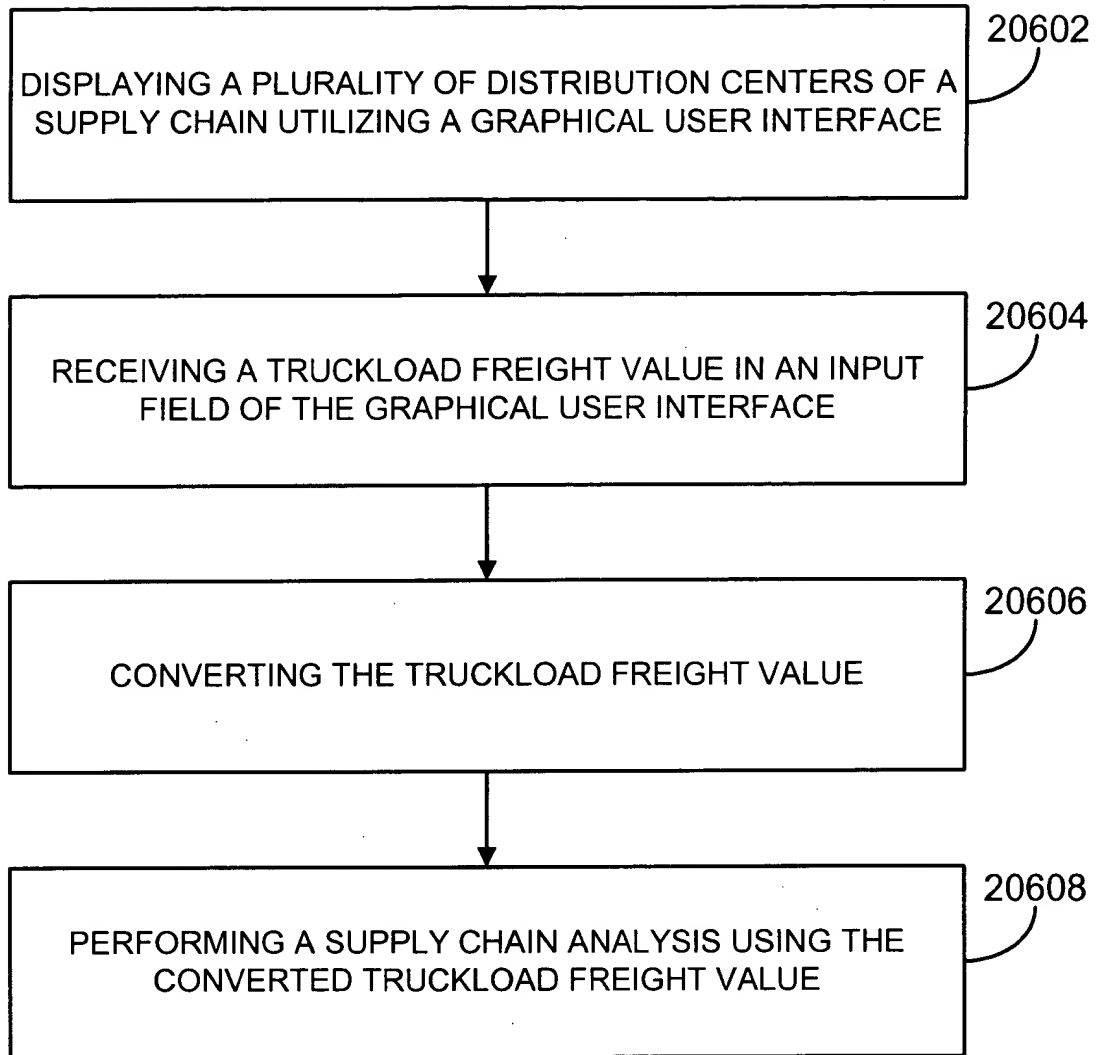 20602
DISPLAYING A PLURALITY OF DISTRIBUTION CENTERS OF A
SUPPLY CHAIN UTILIZING A GRAPHICAL USER INTERFACE
20604
RECEIVING A TRUCKLOAD FREIGHT VALUE IN AN INPUT
FIELD OF THE GRAPHICAL USER INTERFACE
20606
CONVERTING THE TRUCKLOAD FREIGHT VALUE
20608
PERFORMING A SUPPLY CHAIN ANALYSIS USING THE
CONVERTED TRUCKLOAD FREIGHT VALUE